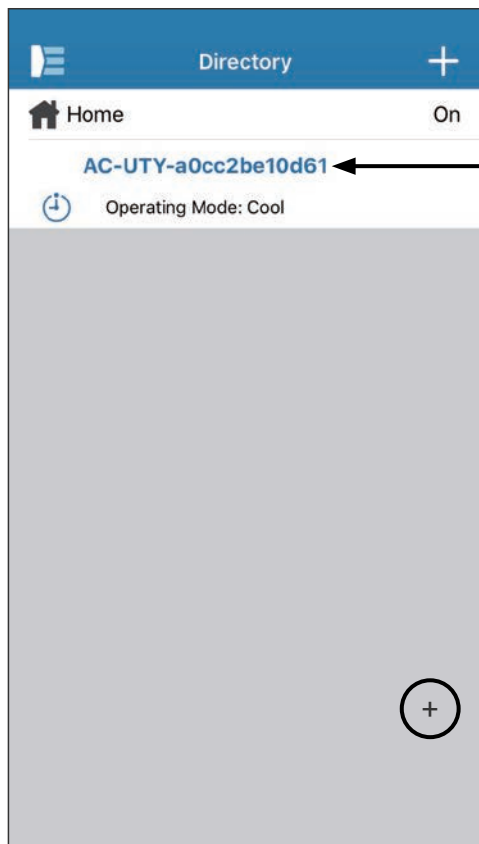 Directory +
Home On
AC-UTY-a0cc2be10d61
Operating Mode: Cool
+